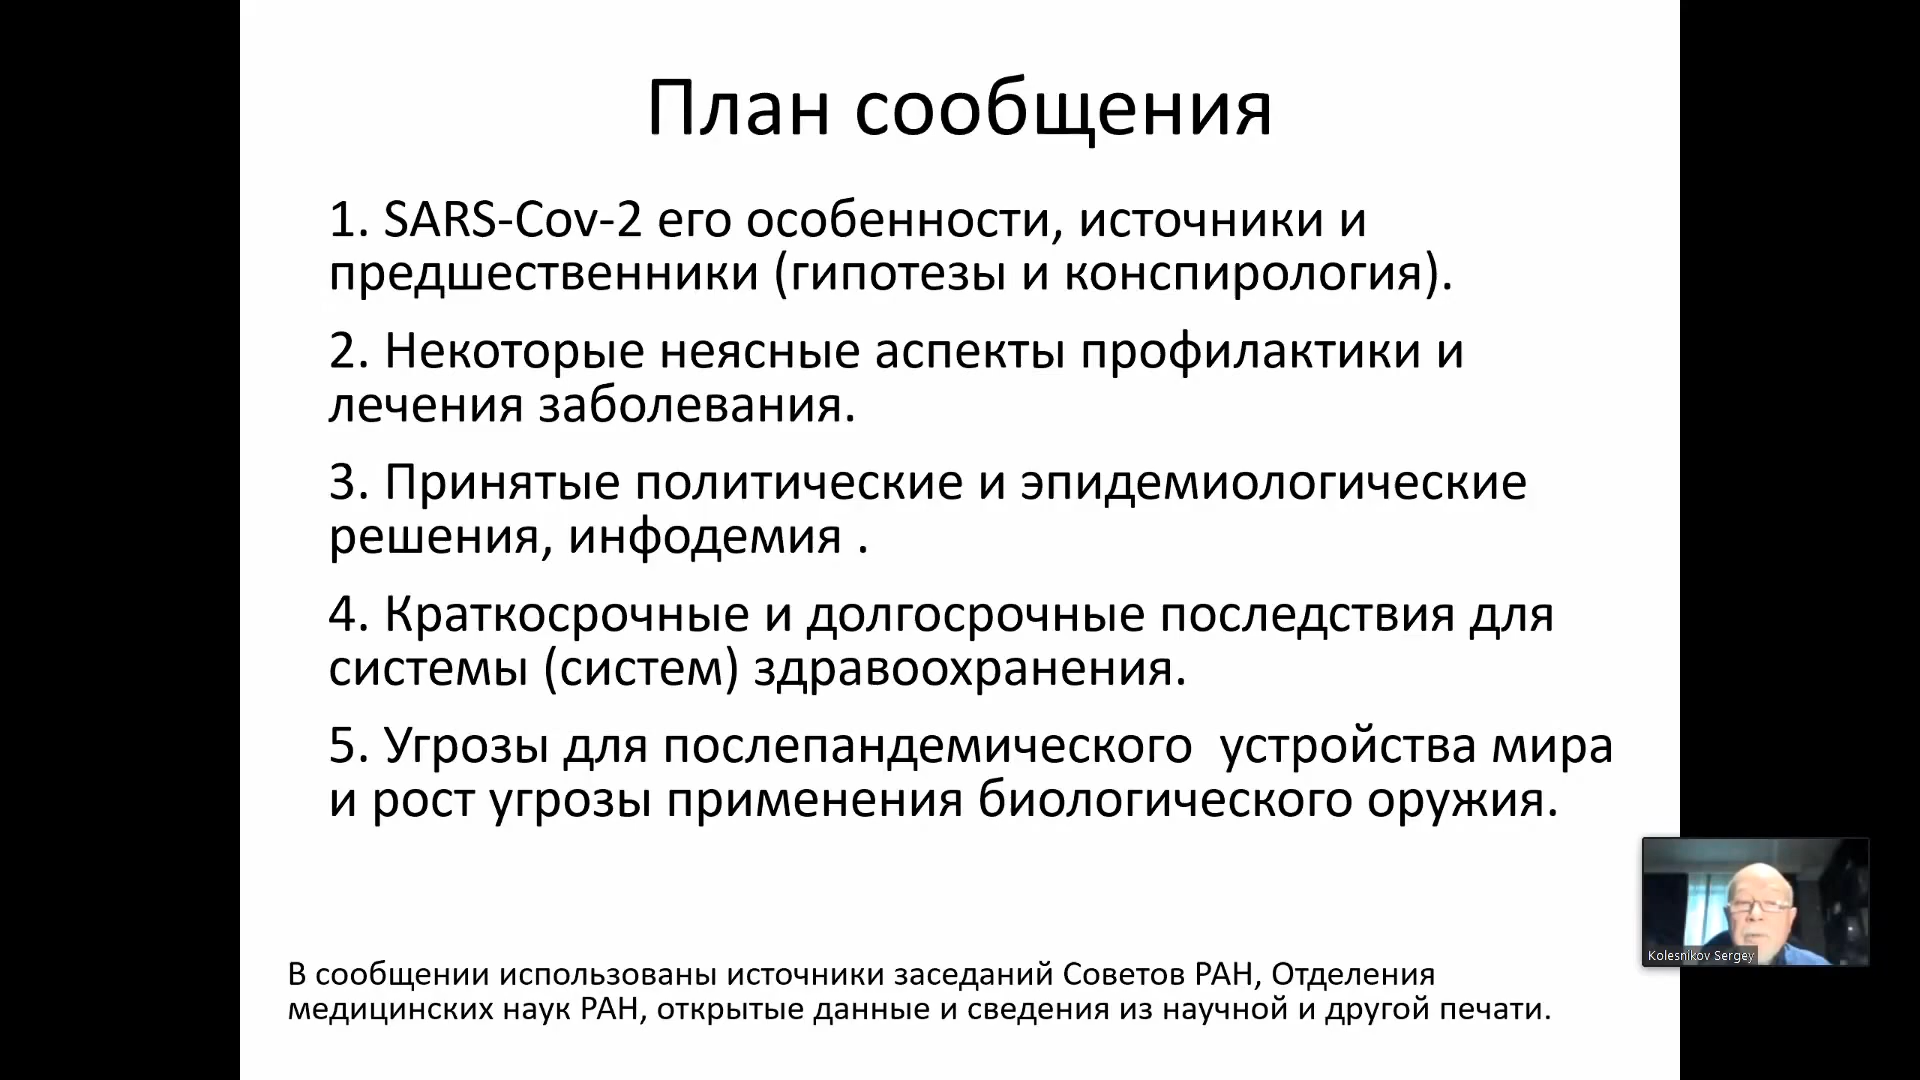 План сообщения
1. SARS-Cov-2 его особенности, источники и
предшественники (гипотезы и конспирология).
2. Некоторые неясные аспекты профилактики и
лечения заболевания.
3. Принятые политические и эпидемиологические
решения, инфодемия .
4. Краткосрочные и долгосрочные последствия для
системы (систем) здравоохранения.
5. Угрозы для послепандемического  устройства мира
и рост угрозы применения биологического оружия.
Kolesnikov Sergey
В сообщении использованы источники заседаний Советов РАН, Отделения
медицинских наук РАН, открытые данные и сведения из научной и другой печати.